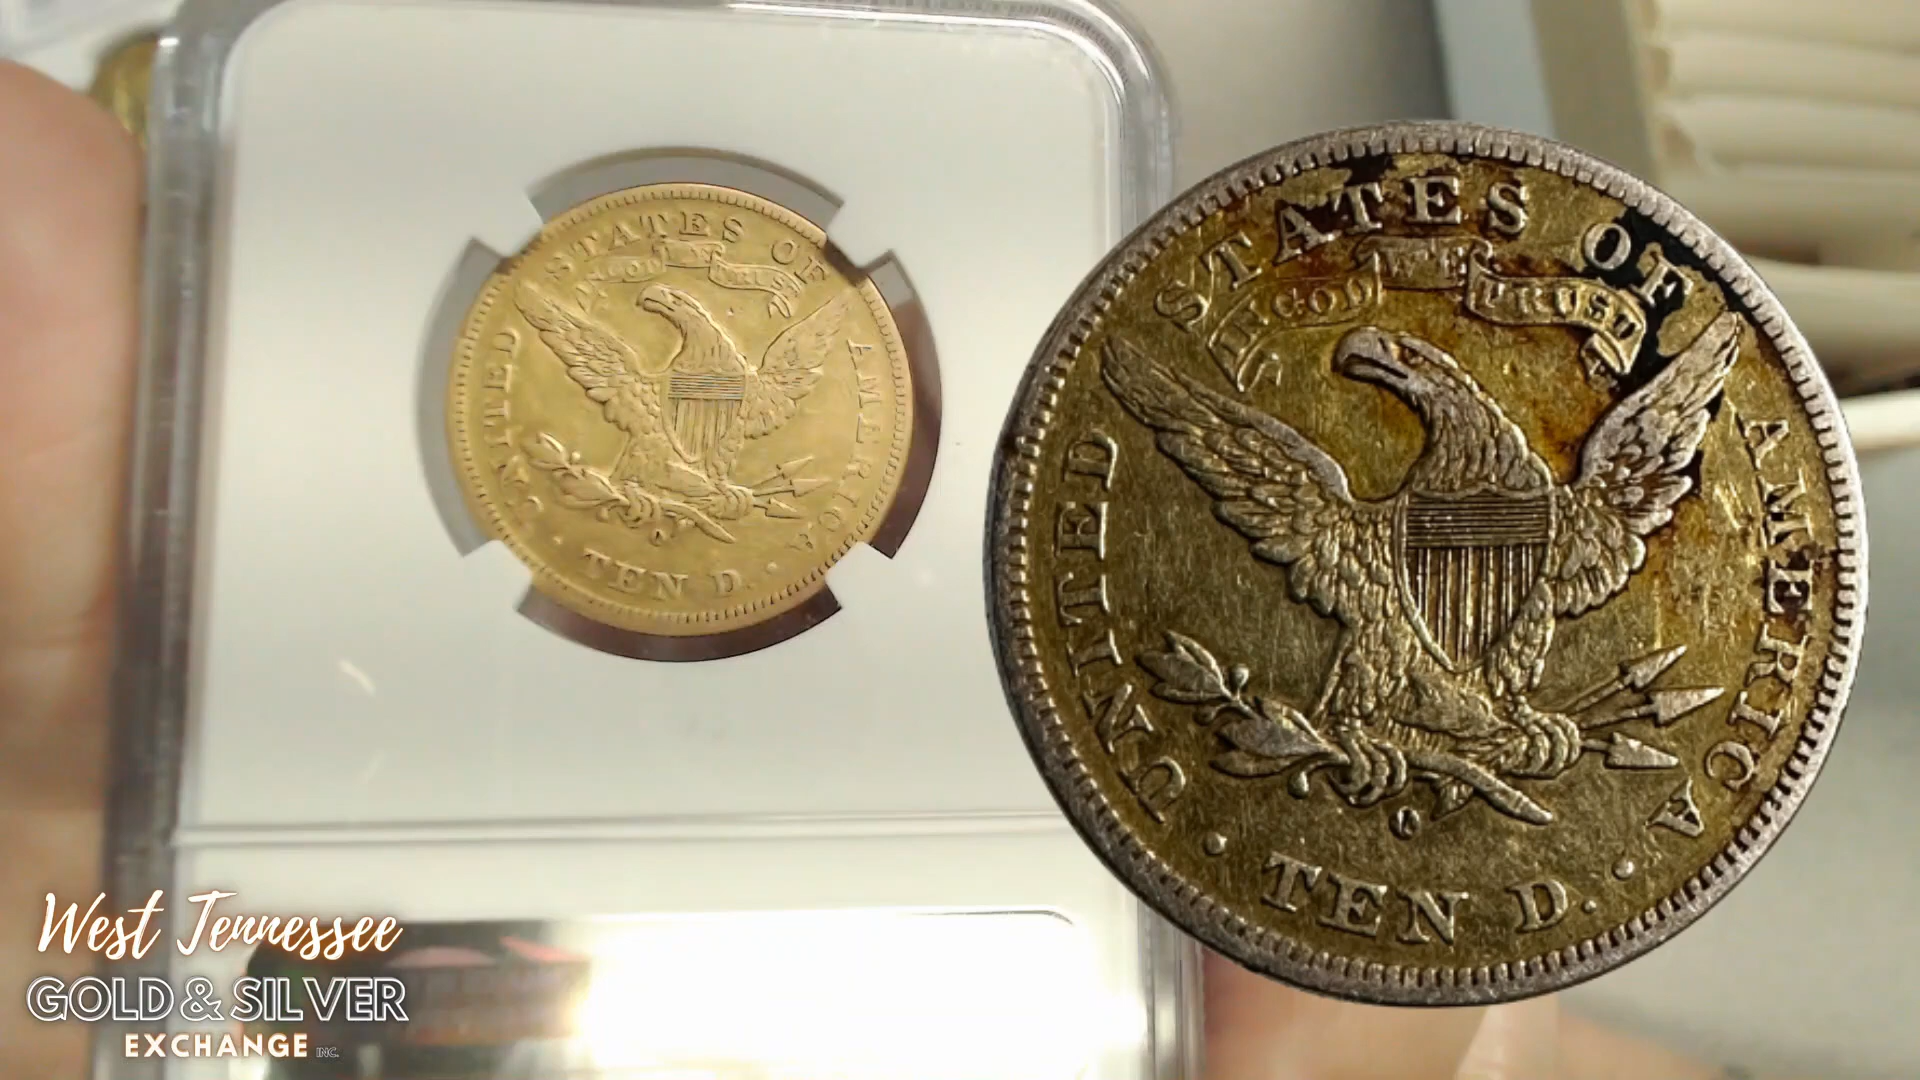 UNITED STATES OF AMERICA
IN GOD WE TRUST
TEN D.
UNITED STATES OF AMERICA
IN GOD WE TRUST
TEN D.
West Tennessee
GOLD & SILVER
EXCHANGE INC.